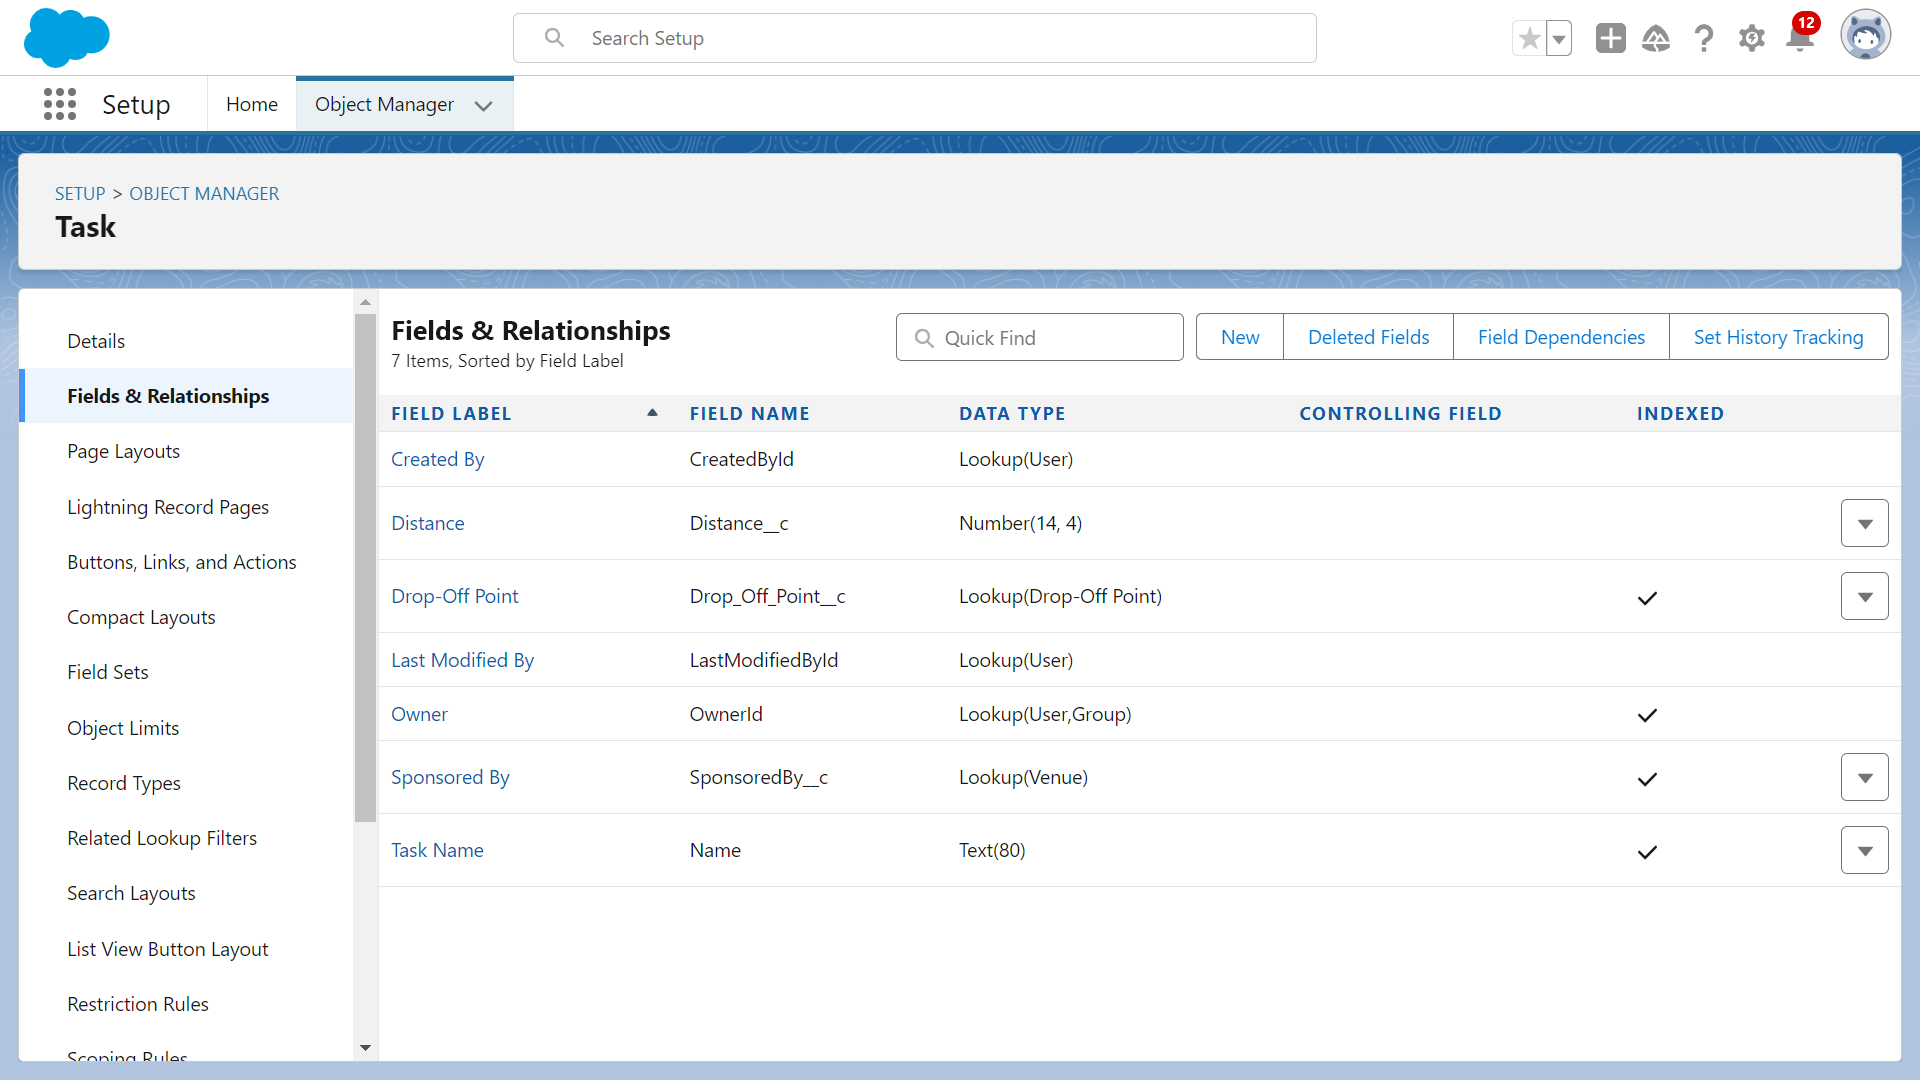 Search Setup
12
Setup
Home
Object Manager
SETUP > OBJECT MANAGER
Task
Details
Fields & Relationships
Page Layouts
Lightning Record Pages
Buttons, Links, and Actions
Compact Layouts
Field Sets
Object Limits
Record Types
Related Lookup Filters
Search Layouts
List View Button Layout
Restriction Rules
Scoping Rules
Fields & Relationships
7 Items, Sorted by Field Label
Quick Find
New
Deleted Fields
Field Dependencies
Set History Tracking
FIELD LABEL FIELD NAME DATA TYPE CONTROLLING FIELD INDEXED
Created By CreatedById Lookup(User)
Distance Distance__c Number(14, 4)
Drop-Off Point Drop_Off_Point__c Lookup(Drop-Off Point)
Last Modified By LastModifiedById Lookup(User)
Owner OwnerId Lookup(User,Group)
Sponsored By SponsoredBy__c Lookup(Venue)
Task Name Name Text(80)